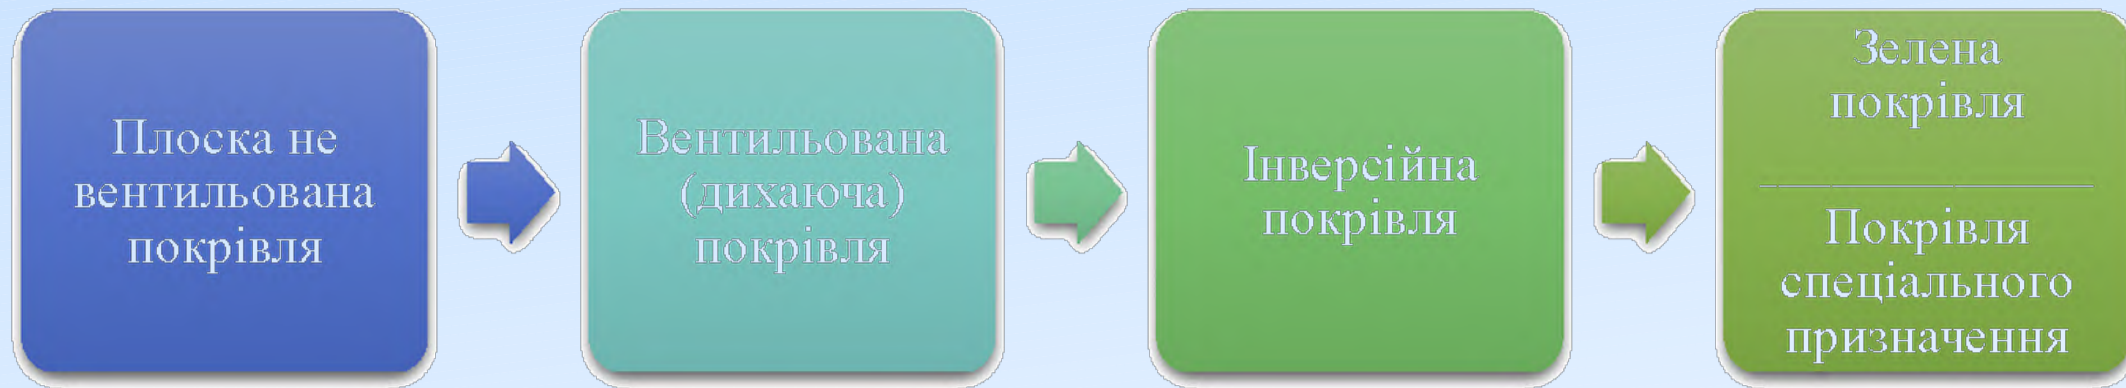 Плоска не
вентильована
покрівля
Вентильована
(дихаюча)
покрівля
Інверсійна
покрівля
Зелена
покрівля
Покрівля
спеціального
призначення